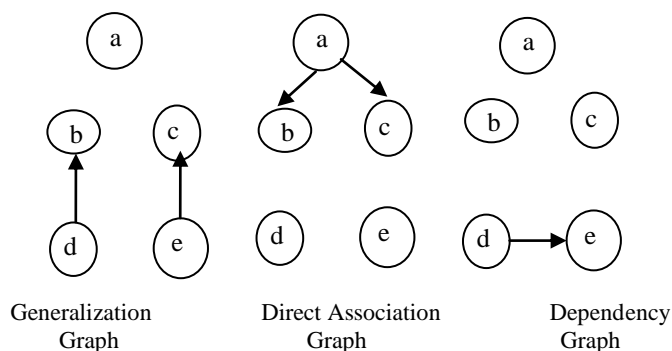 a a a
b c b c b c
d e d e d e
Generalization Direct Association Dependency
Graph Graph Graph